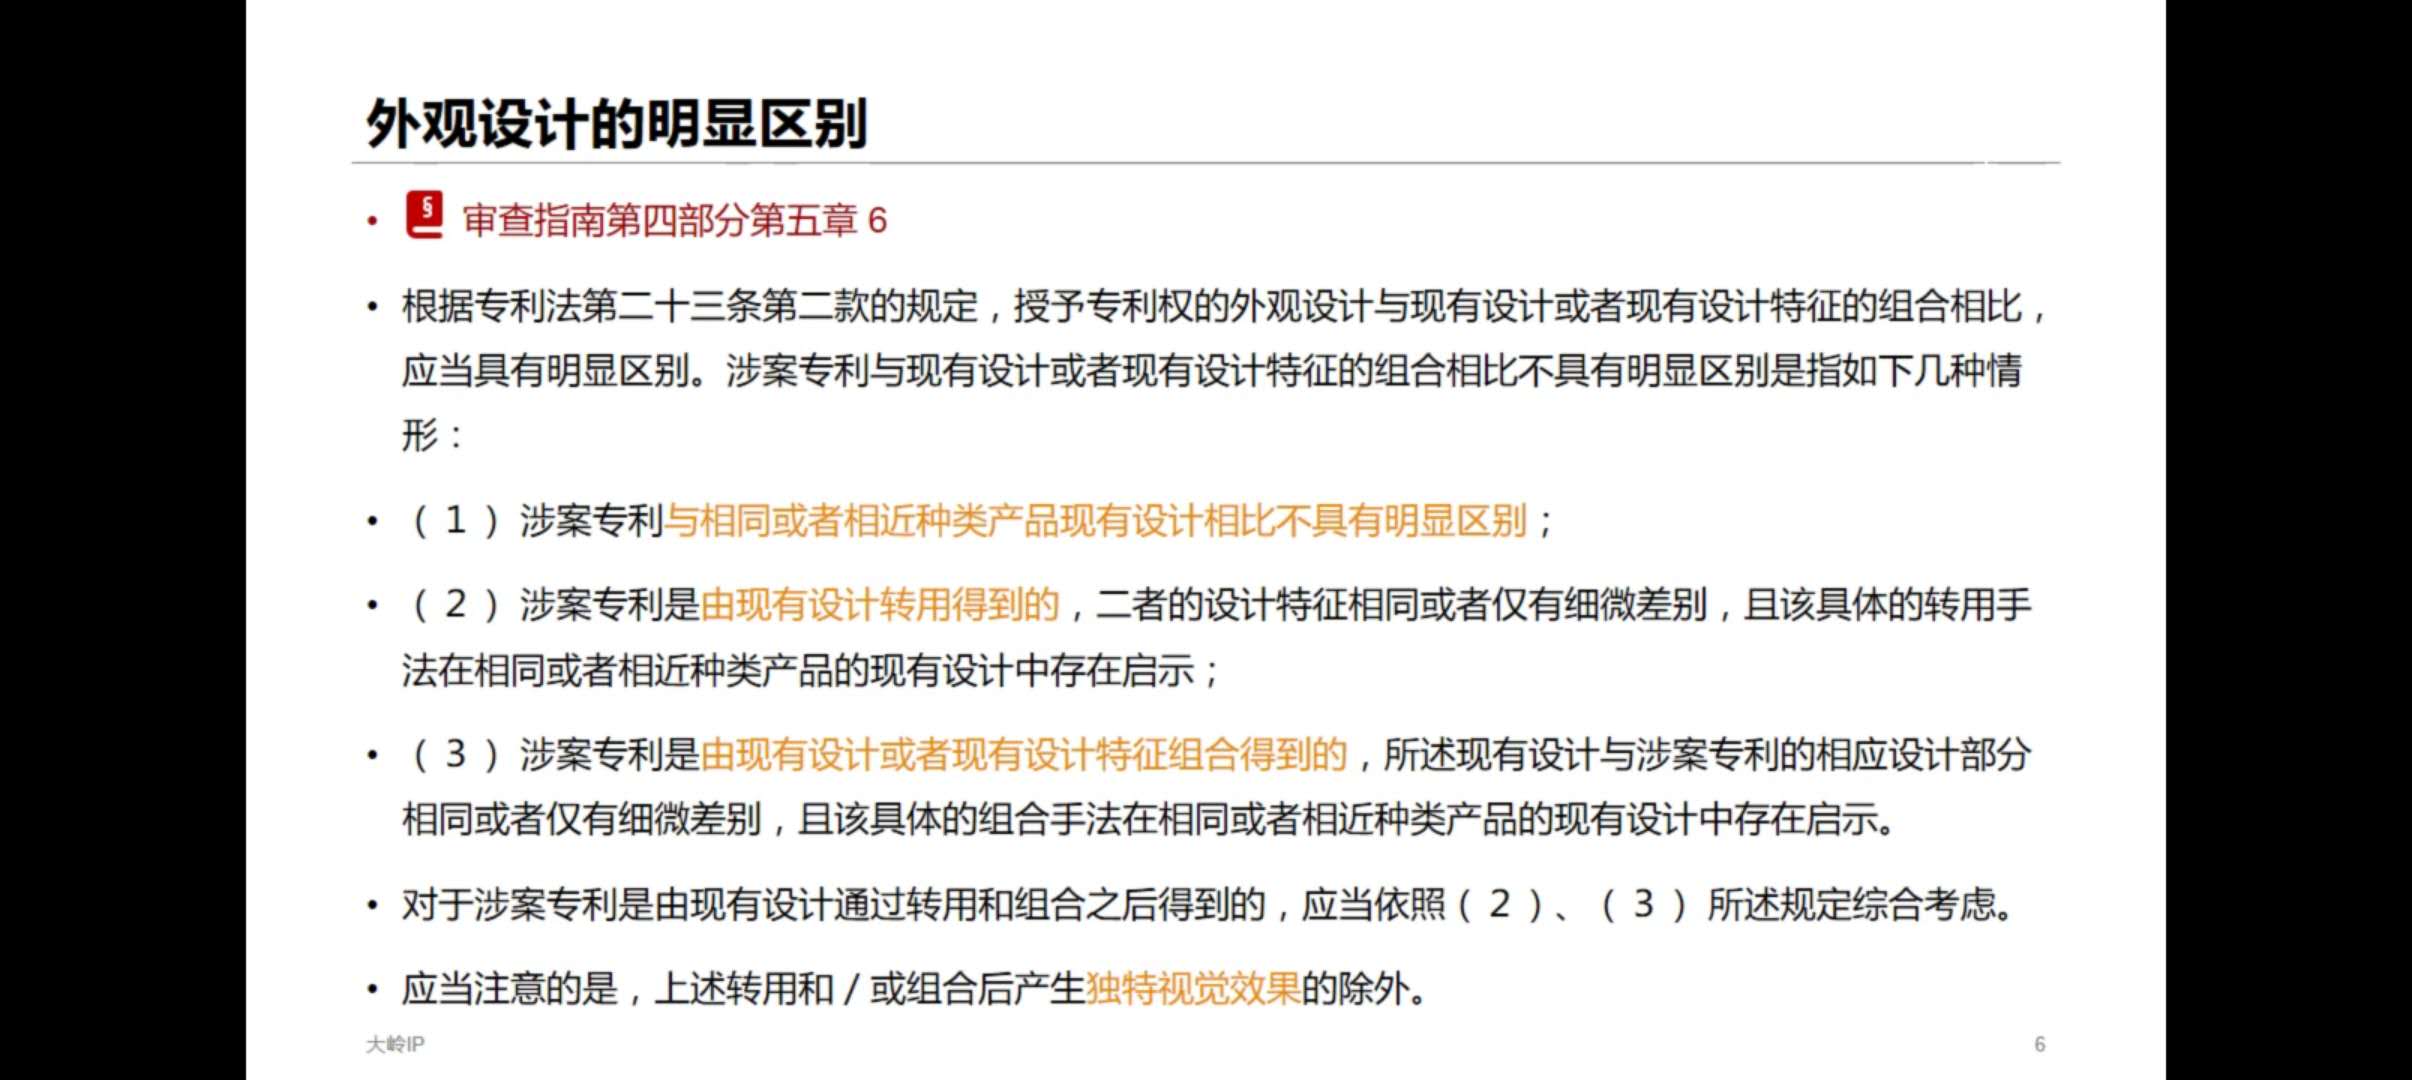 外观设计的明显区别
• § 审查指南第四部分第五章 6
• 根据专利法第二十三条第二款的规定，授予专利权的外观设计与现有设计或者现有设计特征的组合相比，
应当具有明显区别。涉案专利与现有设计或者现有设计特征的组合相比不具有明显区别是指如下几种情
形：
• （1）涉案专利与相同或者相近种类产品现有设计相比不具有明显区别；
• （2）涉案专利是由现有设计转用得到的，二者的设计特征相同或者仅有细微差别，且该具体的转用手
法在相同或者相近种类产品的现有设计中存在启示；
• （3）涉案专利是由现有设计或者现有设计特征组合得到的，所述现有设计与涉案专利的相应设计部分
相同或者仅有细微差别，且该具体的组合手法在相同或者相近种类产品的现有设计中存在启示。
• 对于涉案专利是由现有设计通过转用和组合之后得到的，应当依照（2）、（3）所述规定综合考虑。
• 应当注意的是，上述转用和/或组合后产生独特视觉效果的除外。
大岭IP
6